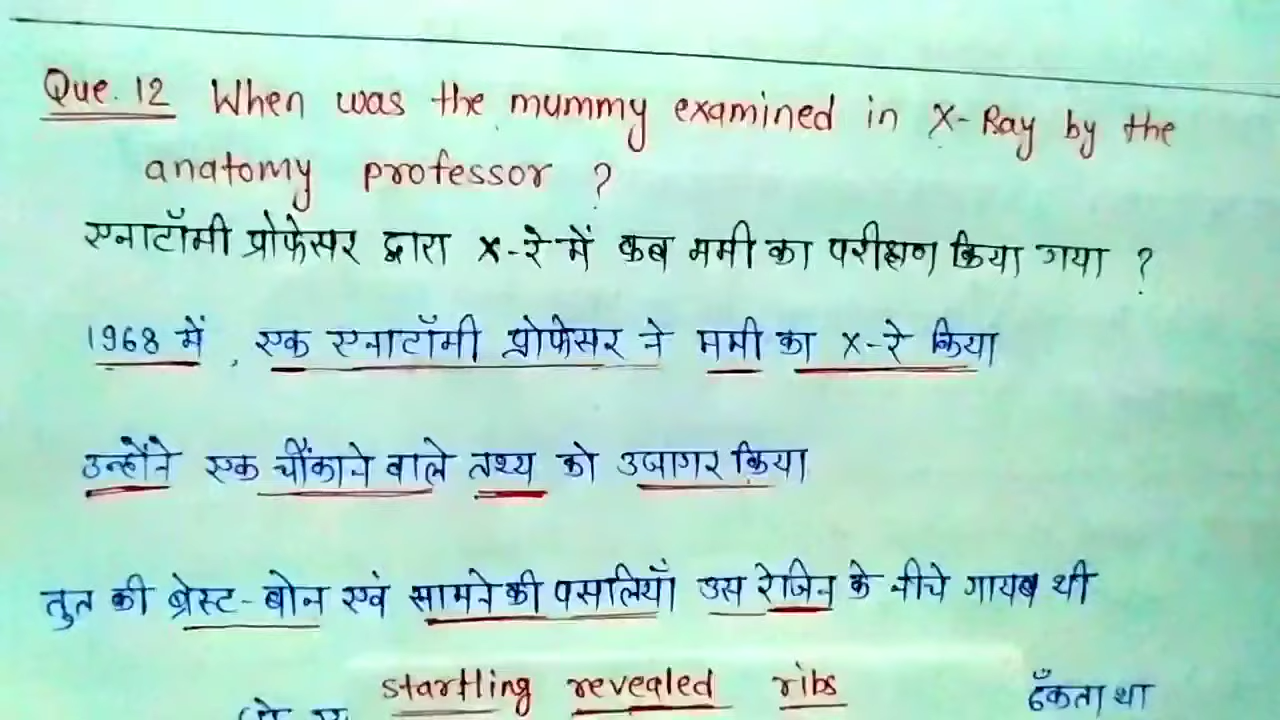 Que. 12 When was the mummy examined in X-Ray by the
anatomy professor ?
एनाटॉमी प्रोफेसर द्वारा X-रे में कब ममी का परीक्षण किया गया ?
1968 में , एक एनाटॉमी प्रोफेसर ने ममी का X-रे किया
उन्होंने एक चौंकाने वाले तथ्य को उजागर किया
तुत की ब्रेस्ट-बोन एवं सामने की पसलियाँ उस रेजिन के नीचे गायब थी
startling revealed ribs
ढँकता था